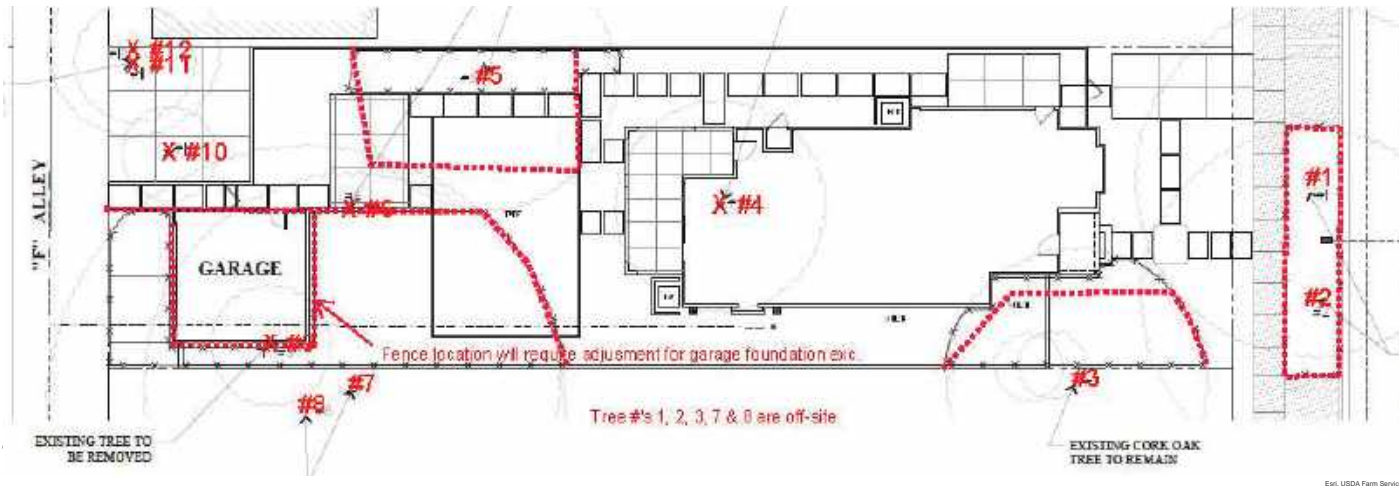 X #12
X #11
#5
X #10
#1
X #6
X #4
"F" ALLEY
GARAGE
#2
Fence location will require adjusment for garage foundation exc.
#3
#7
#8
Tree #'s 1, 2, 3, 7 & 8 are off-site
EXISTING TREE TO
BE REMOVED
EXISTING CORK OAK
TREE TO REMAIN
Esri, USDA Farm Servic